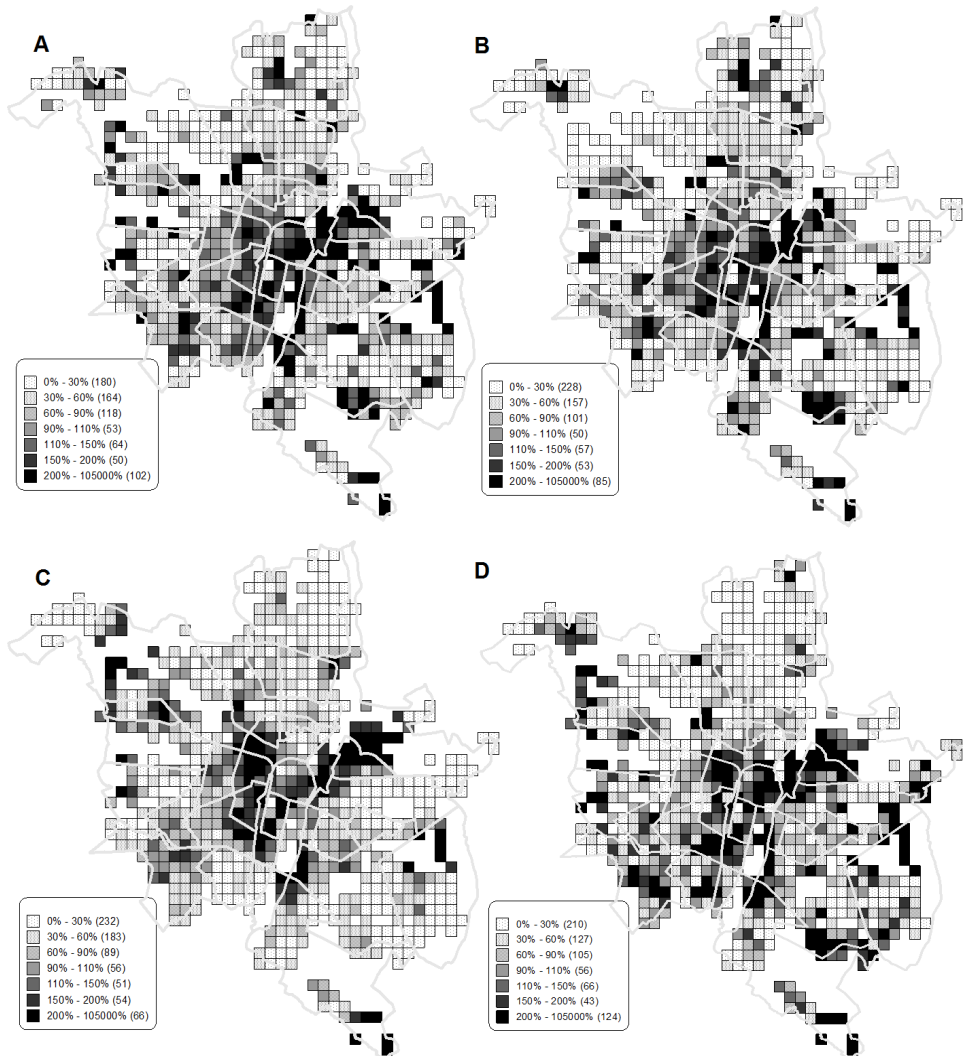 A
B
0% - 30% (180)
30% - 60% (164)
60% - 90% (118)
90% - 110% (53)
110% - 150% (64)
150% - 200% (50)
200% - 105000% (102)
0% - 30% (228)
30% - 60% (157)
60% - 90% (101)
90% - 110% (50)
110% - 150% (57)
150% - 200% (53)
200% - 105000% (85)
C
D
0% - 30% (232)
30% - 60% (183)
60% - 90% (89)
90% - 110% (56)
110% - 150% (51)
150% - 200% (54)
200% - 105000% (66)
0% - 30% (210)
30% - 60% (127)
60% - 90% (105)
90% - 110% (56)
110% - 150% (66)
150% - 200% (43)
200% - 105000% (124)